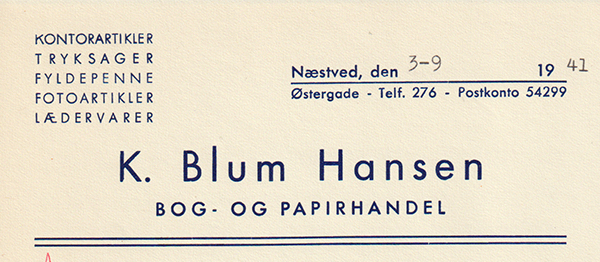 KONTORARTIKLER
TRYKSAGER
FYLDEPENNE
FOTOARTIKLER
LÆDERVARER
Næstved, den 3-9 1941
Østergade - Telf. 276 - Postkonto 54299
K. Blum Hansen
BOG- OG PAPIRHANDEL